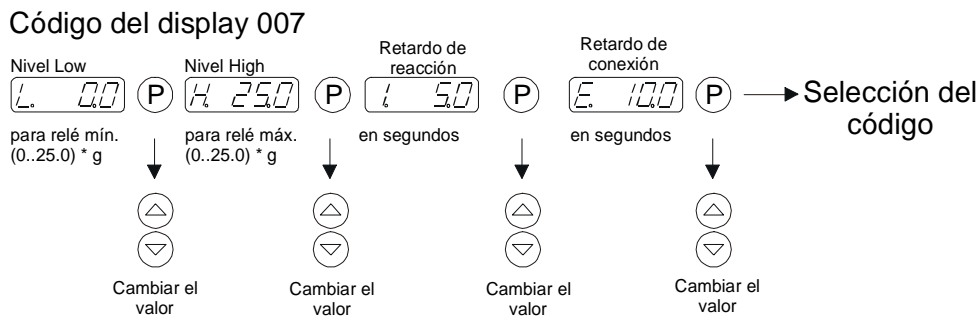 Código del display 007
Nivel Low
L. 0.0
P
para relé mín.
(0..25.0) * g
Nivel High
H. 25.0
P
para relé máx.
(0..25.0) * g
Retardo de
reacción
I. 5.0
P
en segundos
Retardo de
conexión
E. 10.0
P
en segundos
Selección del
código
Cambiar el
valor
Cambiar el
valor
Cambiar el
valor
Cambiar el
valor